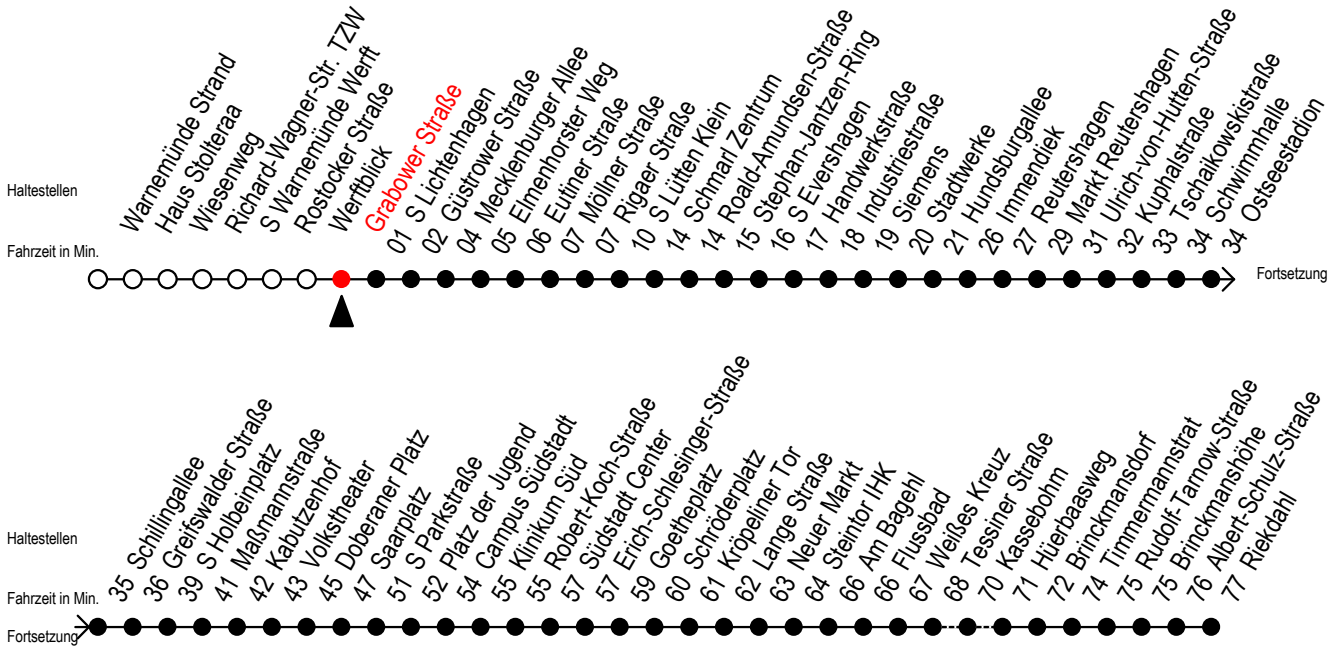 Haltestellen
Warnemünde Strand
Haus Stolteraa
Wiesenweg
Richard-Wagner-Str. TZW
S Warnemünde Werft
Rostocker Straße
Werftblick
Grabower Straße
Fahrzeit in Min.
01 S Lichtenhagen
02 Güstrower Straße
04 Mecklenburger Allee
05 Elmenhorster Weg
06 Eutiner Straße
07 Möllner Straße
07 Rigaer Straße
10 S Lütten Klein
14 Schmarl Zentrum
14 Roald-Amundsen-Straße
15 Stephan-Jantzen-Ring
16 S Evershagen
17 Handwerkstraße
18 Industriestraße
19 Siemens
20 Stadtwerke
21 Hundsburgallee
26 Immendiek
27 Reutershagen
29 Markt Reutershagen
31 Ulrich-von-Hutten-Straße
32 Kuphalstraße
33 Tschaikowskistraße
34 Schwimmhalle
34 Ostseestadion
Fortsetzung
Haltestellen
Fahrzeit in Min.
Fortsetzung
35 Schillingallee
36 Greifswalder Straße
39 S Holbeinplatz
41 Maßmannstraße
42 Kabutzenhof
43 Volkstheater
45 Doberaner Platz
47 Saarplatz
51 S Parkstraße
52 Platz der Jugend
54 Campus Südstadt
55 Klinikum Süd
55 Robert-Koch-Straße
57 Südstadt Center
57 Erich-Schlesinger-Straße
59 Goetheplatz
60 Schröderplatz
61 Kröpeliner Tor
62 Lange Straße
63 Neuer Markt
64 Steintor IHK
66 Am Bagehl
66 Flussbad
67 Weißes Kreuz
68 Tessiner Straße
70 Kassebohm
71 Hüerbaasweg
72 Brinckmansdorf
74 Timmermannstrat
75 Rudolf-Tarnow-Straße
75 Brinckmanshöhe
76 Albert-Schulz-Straße
77 Riekdahl